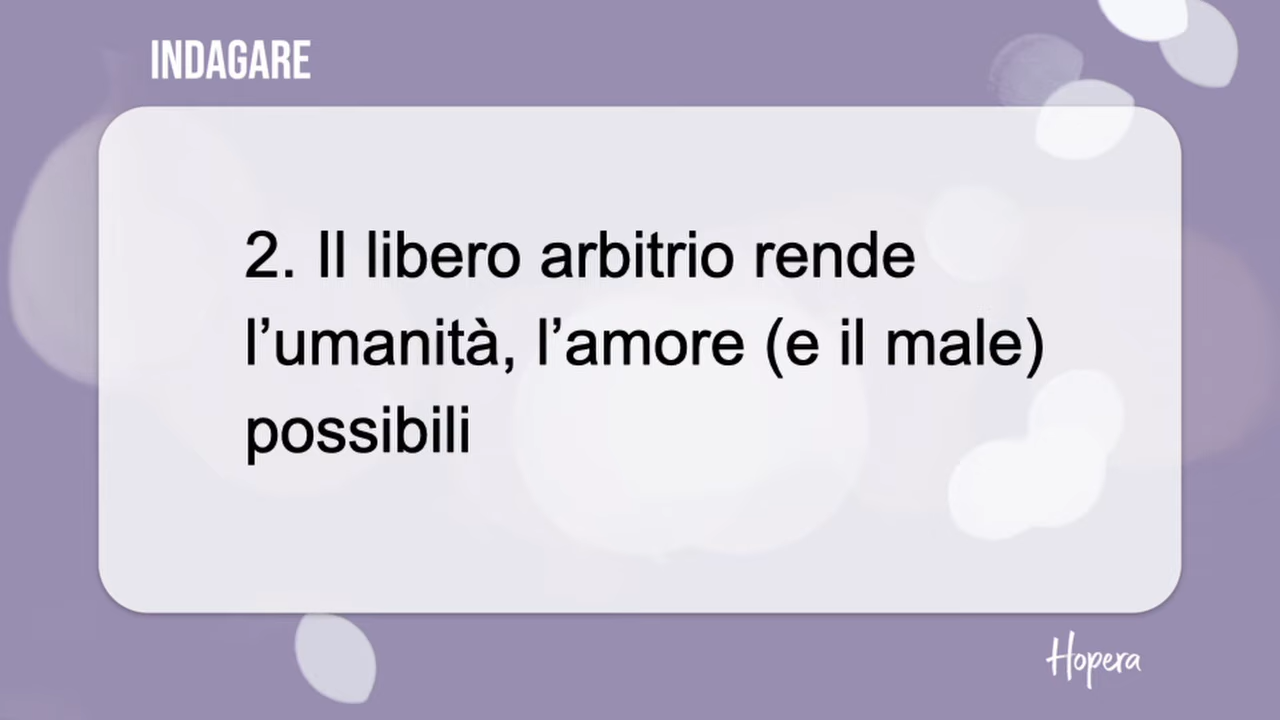 INDAGARE
2. Il libero arbitrio rende
l’umanità, l’amore (e il male)
possibili
Hopera